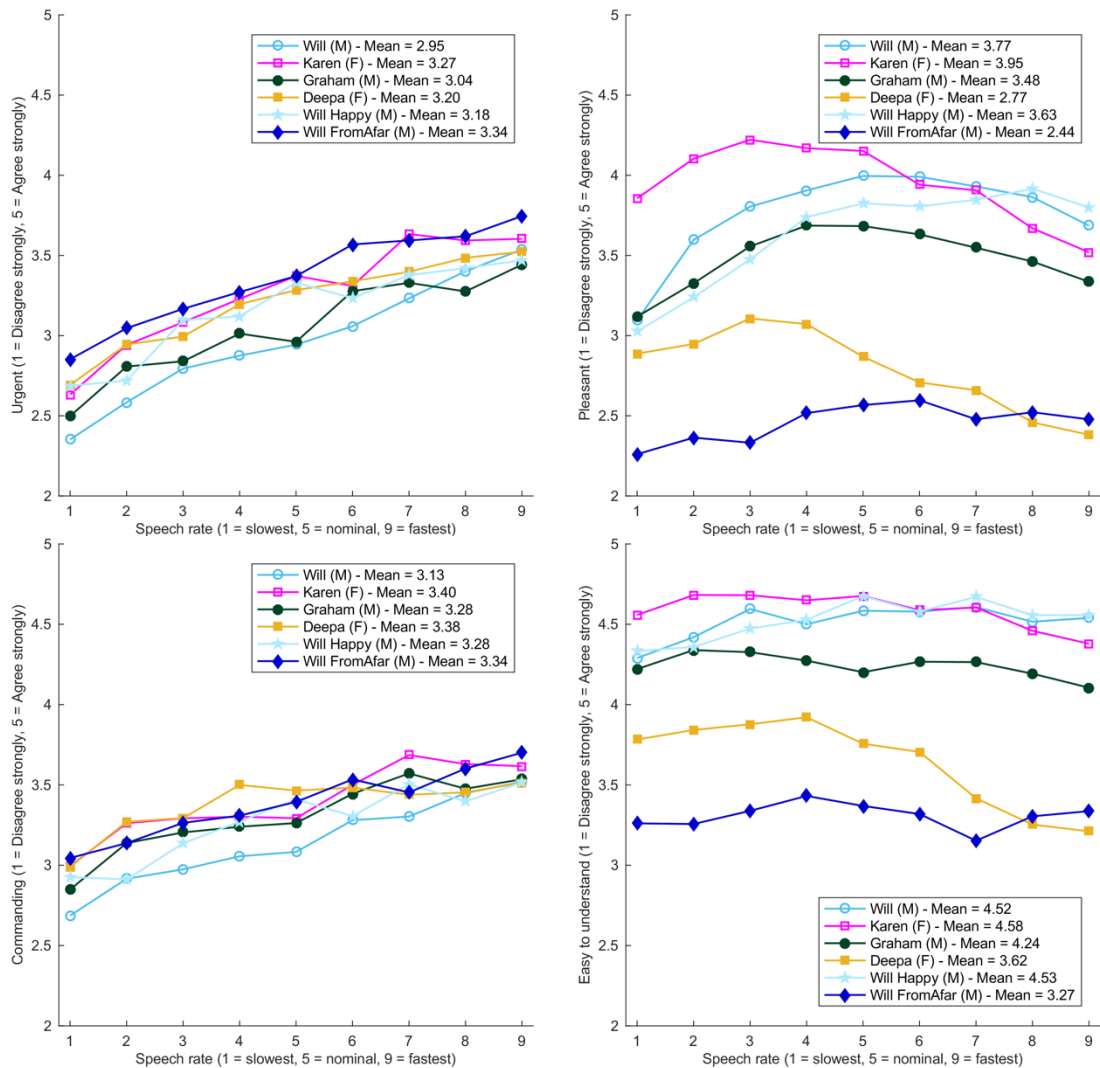 Urgent (1 = Disagree strongly, 5 = Agree strongly)
5
4.5
4
3.5
3
2.5
2
Will (M) - Mean = 2.95
Karen (F) - Mean = 3.27
Graham (M) - Mean = 3.04
Deepa (F) - Mean = 3.20
Will Happy (M) - Mean = 3.18
Will FromAfar (M) - Mean = 3.34
1 2 3 4 5 6 7 8 9
Speech rate (1 = slowest, 5 = nominal, 9 = fastest)
Pleasant (1 = Disagree strongly, 5 = Agree strongly)
5
4.5
4
3.5
3
2.5
2
Will (M) - Mean = 3.77
Karen (F) - Mean = 3.95
Graham (M) - Mean = 3.48
Deepa (F) - Mean = 2.77
Will Happy (M) - Mean = 3.63
Will FromAfar (M) - Mean = 2.44
1 2 3 4 5 6 7 8 9
Speech rate (1 = slowest, 5 = nominal, 9 = fastest)
Commanding (1 = Disagree strongly, 5 = Agree strongly)
5
4.5
4
3.5
3
2.5
2
Will (M) - Mean = 3.13
Karen (F) - Mean = 3.40
Graham (M) - Mean = 3.28
Deepa (F) - Mean = 3.38
Will Happy (M) - Mean = 3.28
Will FromAfar (M) - Mean = 3.34
1 2 3 4 5 6 7 8 9
Speech rate (1 = slowest, 5 = nominal, 9 = fastest)
Easy to understand (1 = Disagree strongly, 5 = Agree strongly)
5
4.5
4
3.5
3
2.5
2
Will (M) - Mean = 4.52
Karen (F) - Mean = 4.58
Graham (M) - Mean = 4.24
Deepa (F) - Mean = 3.62
Will Happy (M) - Mean = 4.53
Will FromAfar (M) - Mean = 3.27
1 2 3 4 5 6 7 8 9
Speech rate (1 = slowest, 5 = nominal, 9 = fastest)